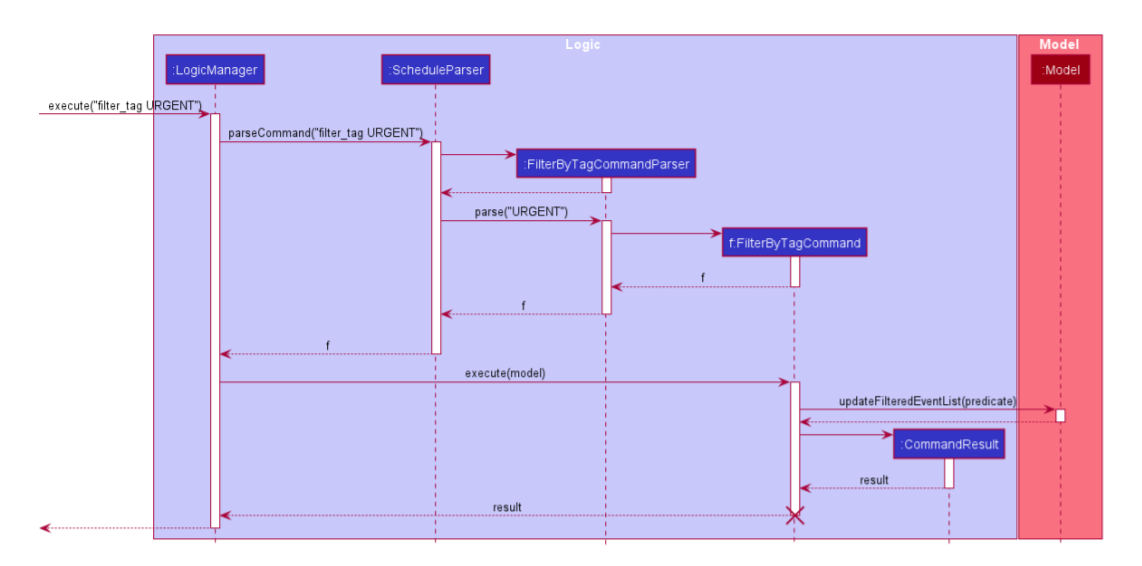 Logic
Model
:LogicManager
:ScheduleParser
:Model
execute("filter_tag URGENT")
parseCommand("filter_tag URGENT")
:FilterByTagCommandParser
parse("URGENT")
f:FilterByTagCommand
f
f
f
execute(model)
updateFilteredEventList(predicate)
:CommandResult
result
result